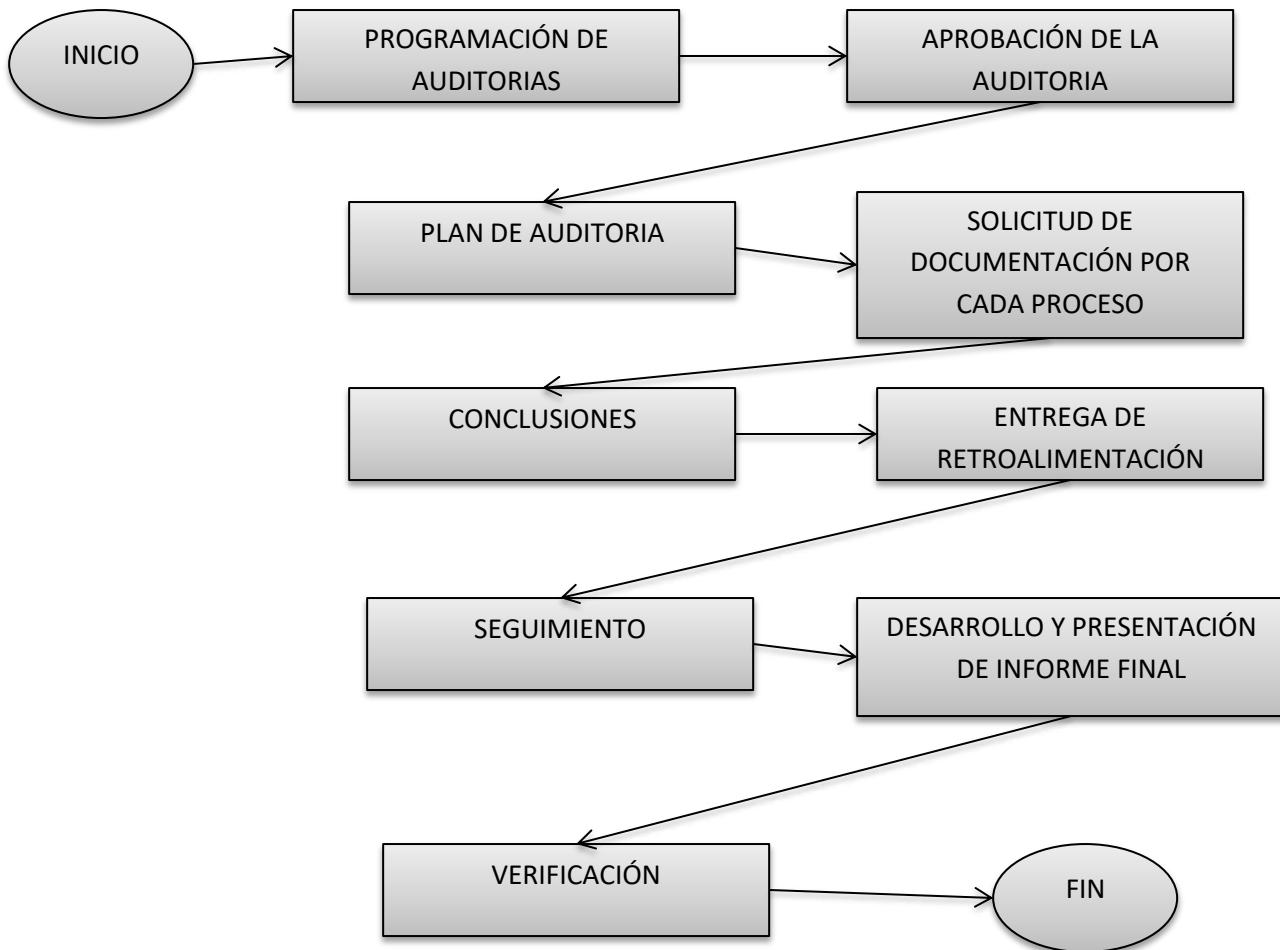 INICIO
PROGRAMACIÓN DE
AUDITORIAS
APROBACIÓN DE LA
AUDITORIA
PLAN DE AUDITORIA
SOLICITUD DE
DOCUMENTACIÓN POR
CADA PROCESO
CONCLUSIONES
ENTREGA DE
RETROALIMENTACIÓN
SEGUIMIENTO
DESARROLLO Y PRESENTACIÓN
DE INFORME FINAL
VERIFICACIÓN
FIN